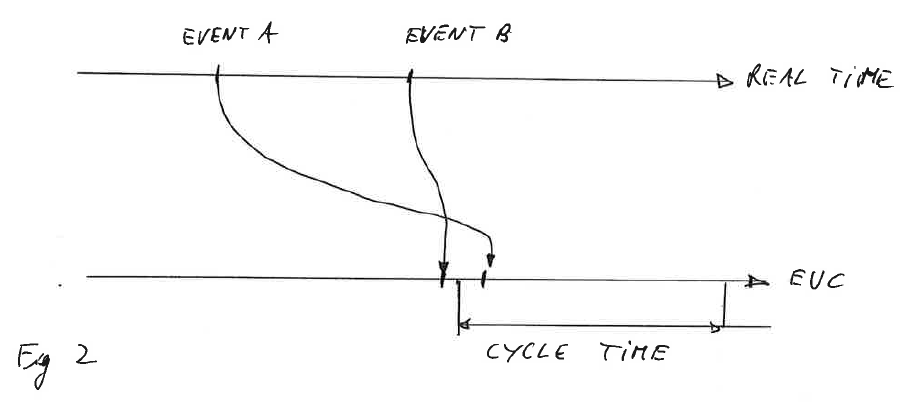 EVENT A
EVENT B
REAL TiME
EUC
CYCLE TiME
Fig 2